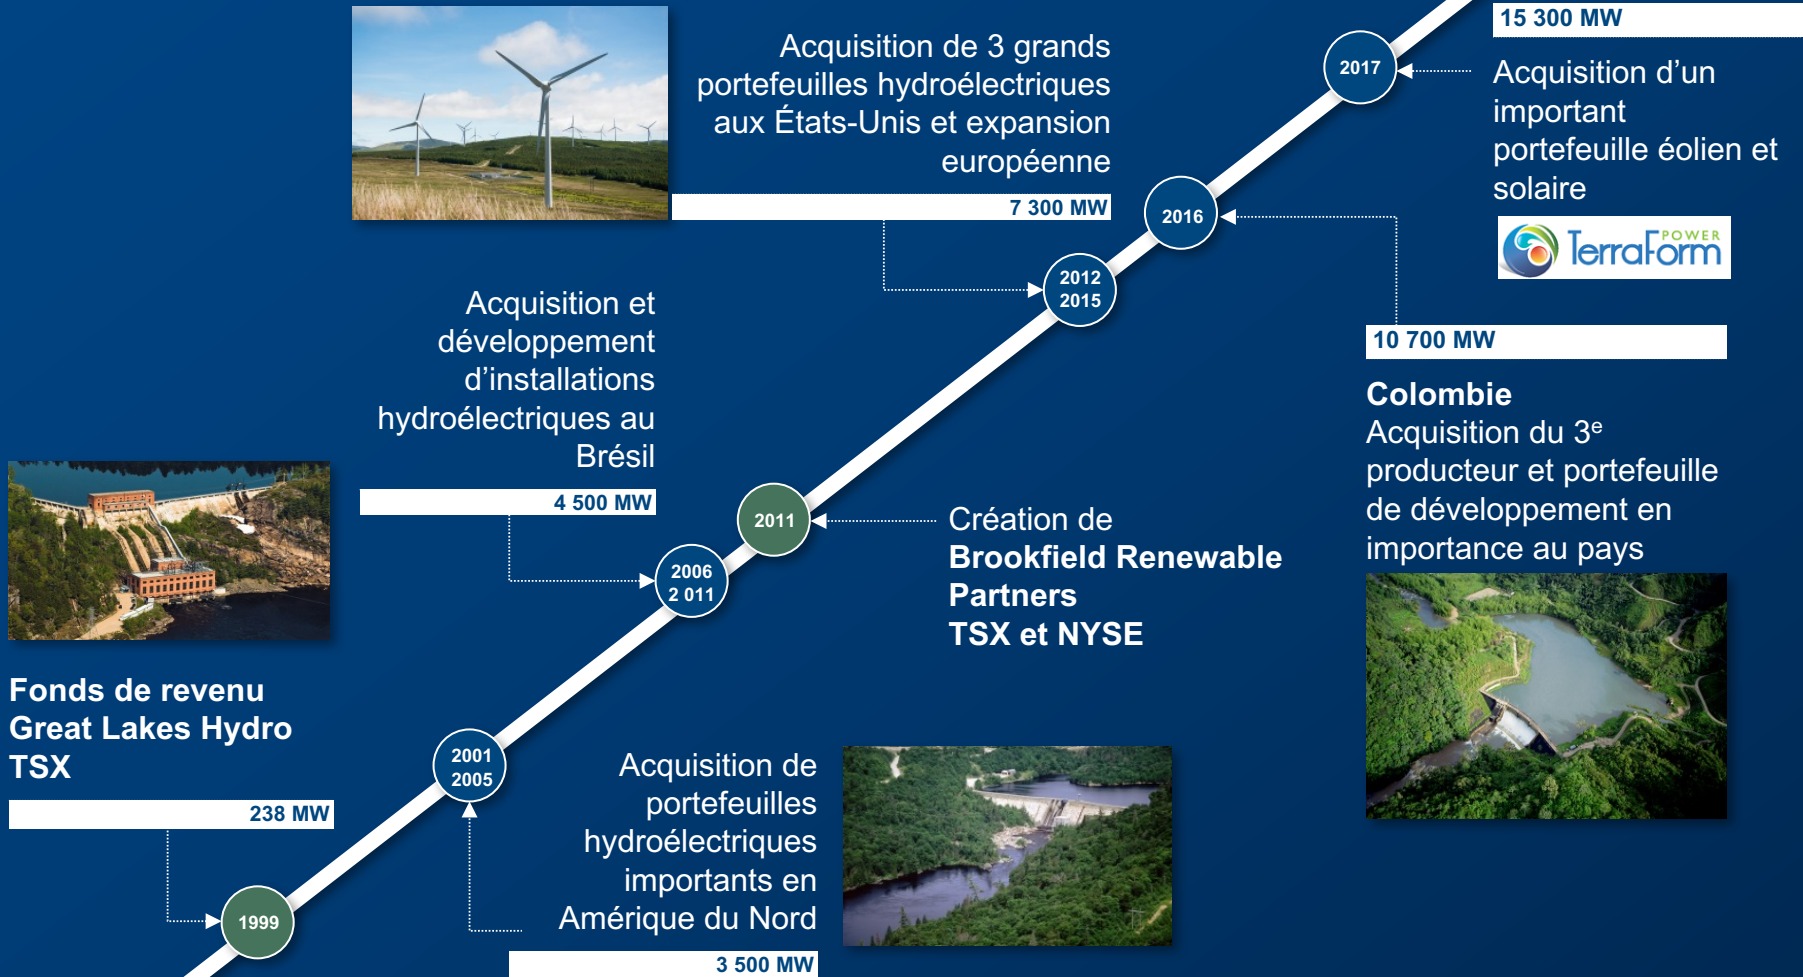 Fonds de revenu
Great Lakes Hydro
TSX
238 MW
1999
2001
2005
Acquisition de
portefeuilles
hydroélectriques
importants en
Amérique du Nord
3 500 MW
Acquisition et
développement
d’installations
hydroélectriques au
Brésil
4 500 MW
2006
2 011
2011
Création de
Brookfield Renewable
Partners
TSX et NYSE
Acquisition de 3 grands
portefeuilles hydroélectriques
aux États-Unis et expansion
européenne
7 300 MW
2012
2015
2016
10 700 MW
Colombie
Acquisition du 3e
producteur et portefeuille
de développement en
importance au pays
2017
15 300 MW
Acquisition d’un
important
portefeuille éolien et
solaire
TerraForm POWER